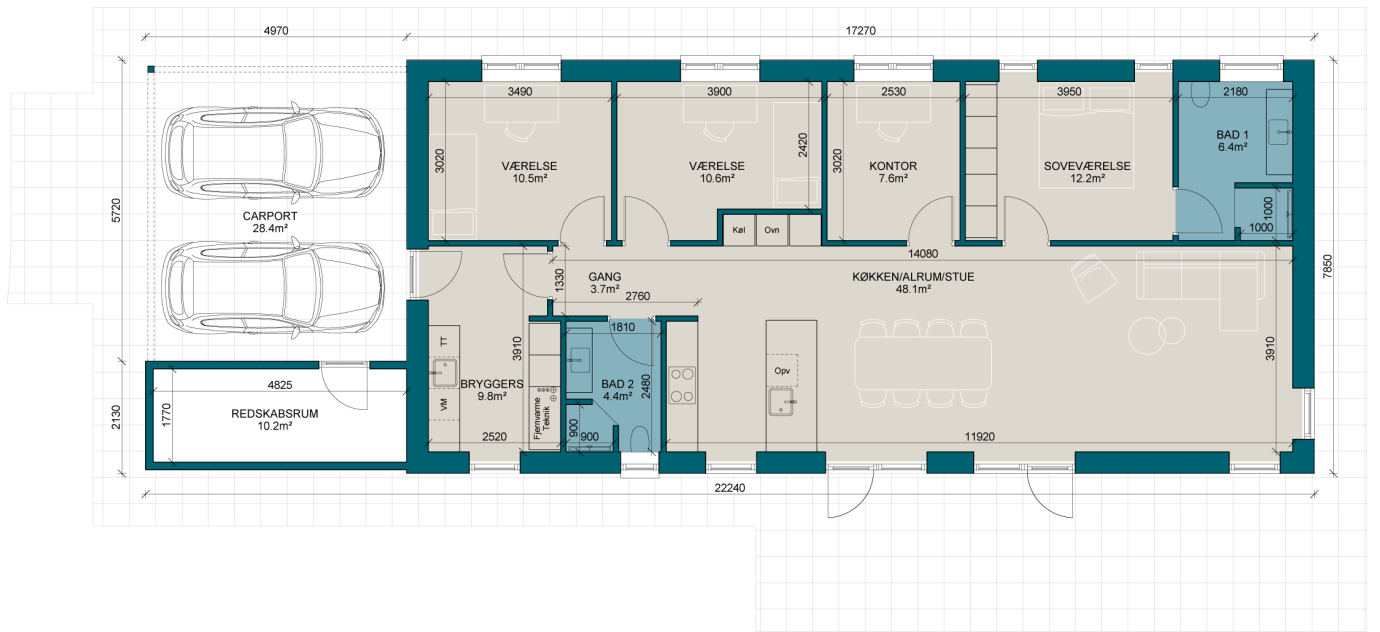 4970
17270
3490
3900
2530
3950
2180
3020
2420
3020
BAD 1
6.4m²
VÆRELSE
10.5m²
VÆRELSE
10.6m²
KONTOR
7.6m²
SOVEVÆRELSE
12.2m²
5720
CARPORT
28.4m²
1000
1000
Køl
Ovn
14080
7850
1330
GANG
3.7m²
2760
KØKKEN/ALRUM/STUE
48.1m²
1810
TT
3910
3910
Opv
4825
BRYGGERS
9.8m²
BAD 2
4.4m²
2480
VM
Fjernvarme
Teknik
2130
1770
REDSKABSRUM
10.2m²
900
900
2520
11920
22240